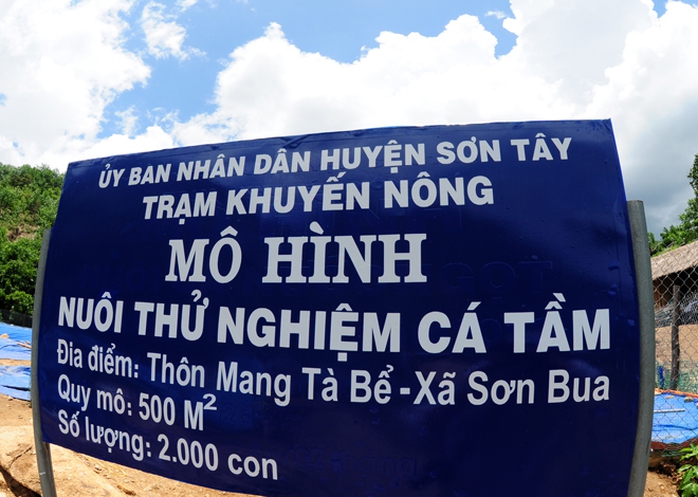 ỦY BAN NHÂN DÂN HUYỆN SƠN TÂY
TRẠM KHUYẾN NÔNG
MÔ HÌNH
NUÔI THỬ NGHIỆM CÁ TẦM
Đia điểm: Thôn Mang Tà Bể - Xã Sơn Bua
Quy mô: 500 M²
Số lượng: 2.000 con